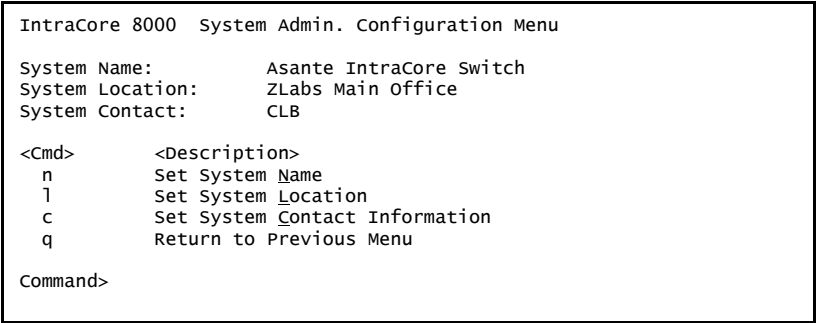 IntraCore 8000  System Admin. Configuration Menu
System Name:             Asante IntraCore Switch
System Location:       ZLabs Main Office
System Contact:         CLB
<Cmd>        <Description>
n          Set System Name
l          Set System Location
c          Set System Contact Information
q          Return to Previous Menu
Command>